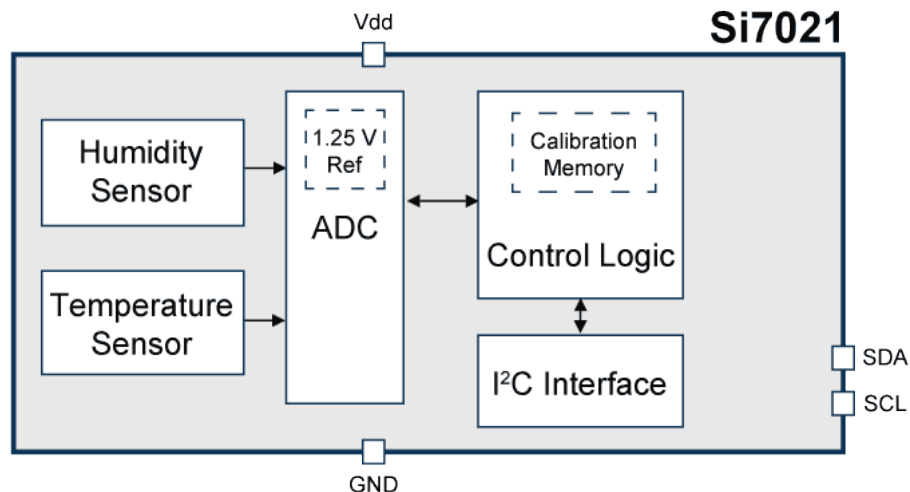 Si7021
Vdd
Humidity
Sensor
1.25 V
Ref
ADC
Calibration
Memory
Control Logic
Temperature
Sensor
I²C Interface
SDA
SCL
GND